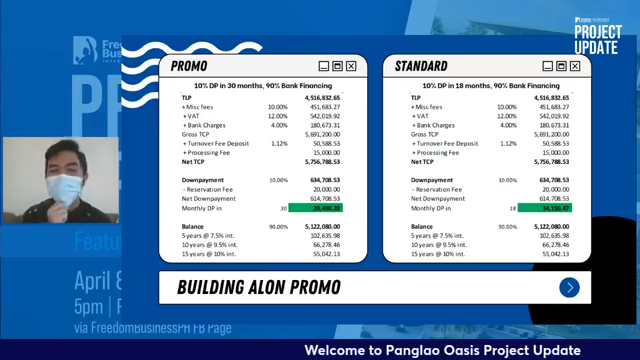 PROJECT
UPDATE
PROMO
10% DP in 30 months, 90% Bank Financing
TLP 4,516,832.65
+ Misc fees 10.00% 451,683.27
+ VAT 12.00% 542,019.92
+ Bank Charges 4.00% 180,673.31
Gross TCP 5,691,200.00
+ Turnover Fee Deposit 1.12% 50,588.53
+ Processing Fee 15,000.00
Net TCP 5,756,788.53
Downpayment 10.00% 634,708.53
- Reservation Fee 20,000.00
Net Downpayment 614,708.53
Monthly DP in 30 20,490.28
Balance 90.00% 5,122,080.00
5 years @ 7.5% int. 102,635.98
10 years @ 9.5% int. 66,278.46
15 years @ 10% int. 55,042.13
STANDARD
10% DP in 18 months, 90% Bank Financing
TLP 4,516,832.65
+ Misc fees 10.00% 451,683.27
+ VAT 12.00% 542,019.92
+ Bank Charges 4.00% 180,673.31
Gross TCP 5,691,200.00
+ Turnover Fee Deposit 1.12% 50,588.53
+ Processing Fee 15,000.00
Net TCP 5,756,788.53
Downpayment 10.00% 634,708.53
- Reservation Fee 20,000.00
Net Downpayment 614,708.53
Monthly DP in 18 34,150.47
Balance 90.00% 5,122,080.00
5 years @ 7.5% int. 102,635.98
10 years @ 9.5% int. 66,278.46
15 years @ 10% int. 55,042.13
BUILDING ALON PROMO
Free
Bus
INTER
PR
Featu
April 8
5pm | F
via FreedomBusinessPH FB Page
Welcome to Panglao Oasis Project Update